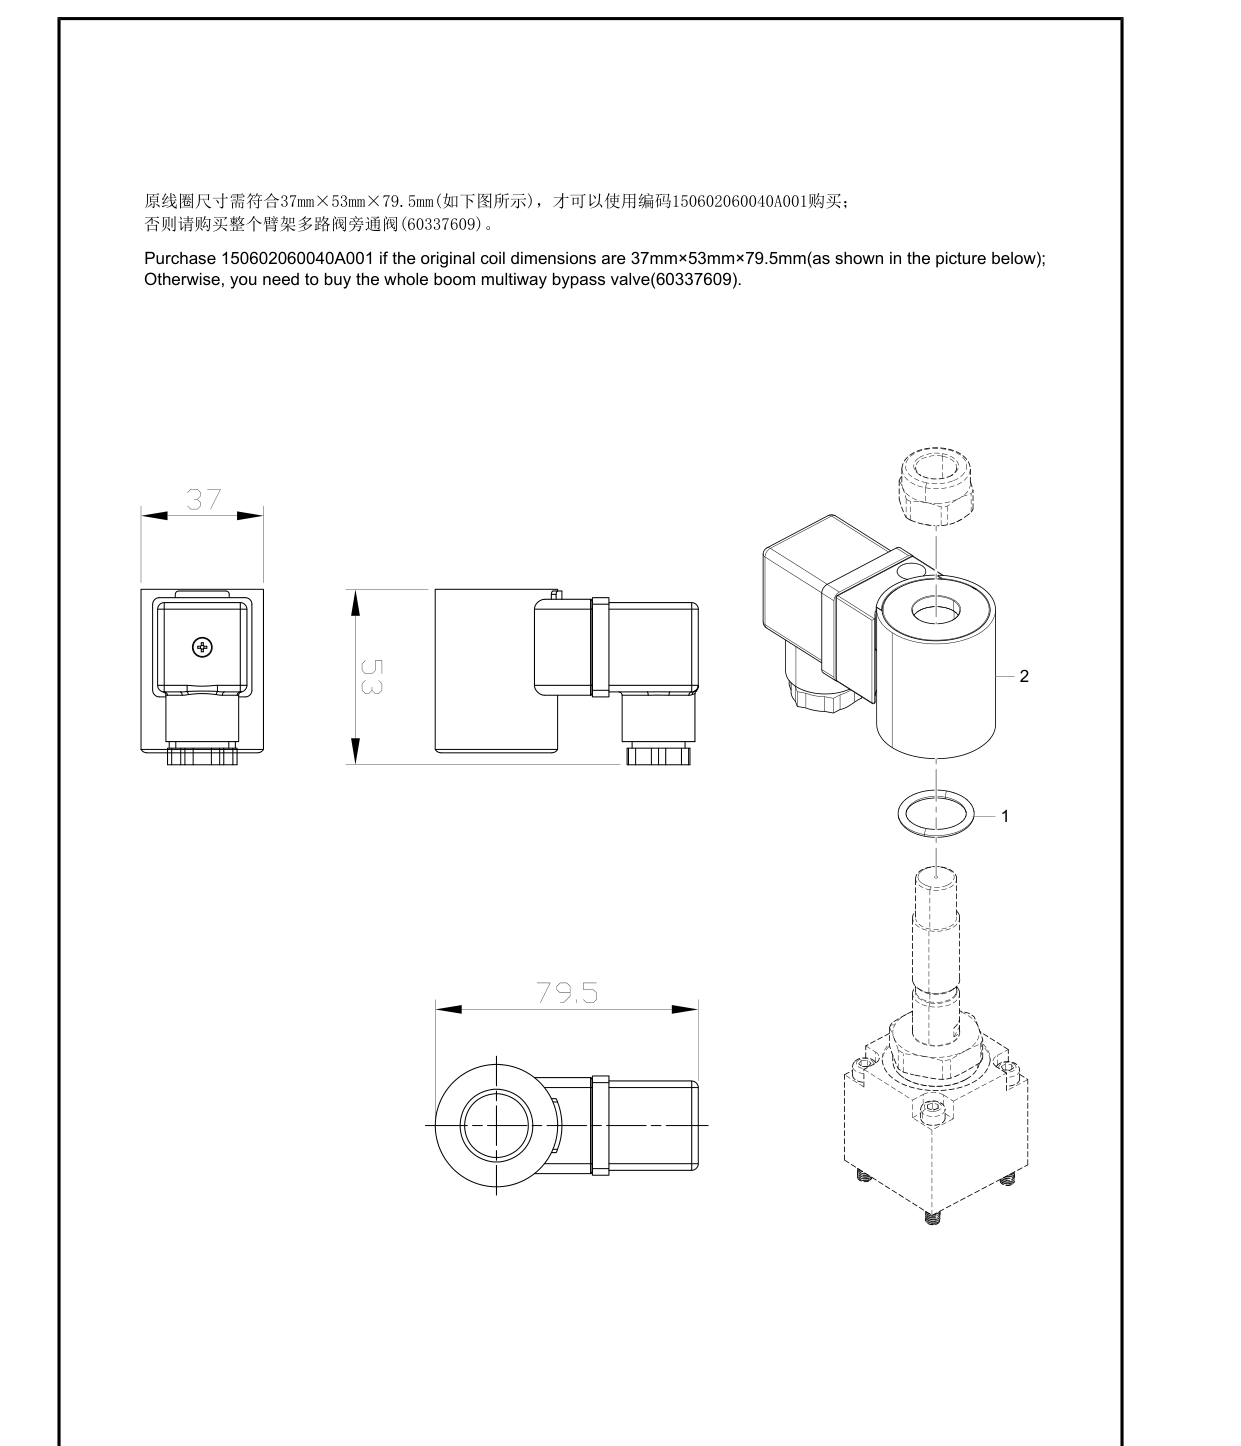 原线圈尺寸需符合37mm×53mm×79.5mm(如下图所示)，才可以使用编码150602060040A001购买；
否则请购买整个臂架多路阀旁通阀(60337609)。
Purchase 150602060040A001 if the original coil dimensions are 37mm×53mm×79.5mm(as shown in the picture below);
Otherwise, you need to buy the whole boom multiway bypass valve(60337609).
37
53
2
1
79.5